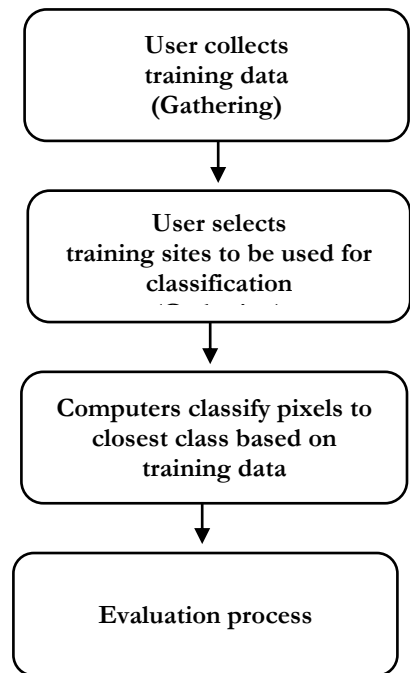 User collects
training data
(Gathering)
User selects
training sites to be used for
classification
Computers classify pixels to
closest class based on
training data
Evaluation process